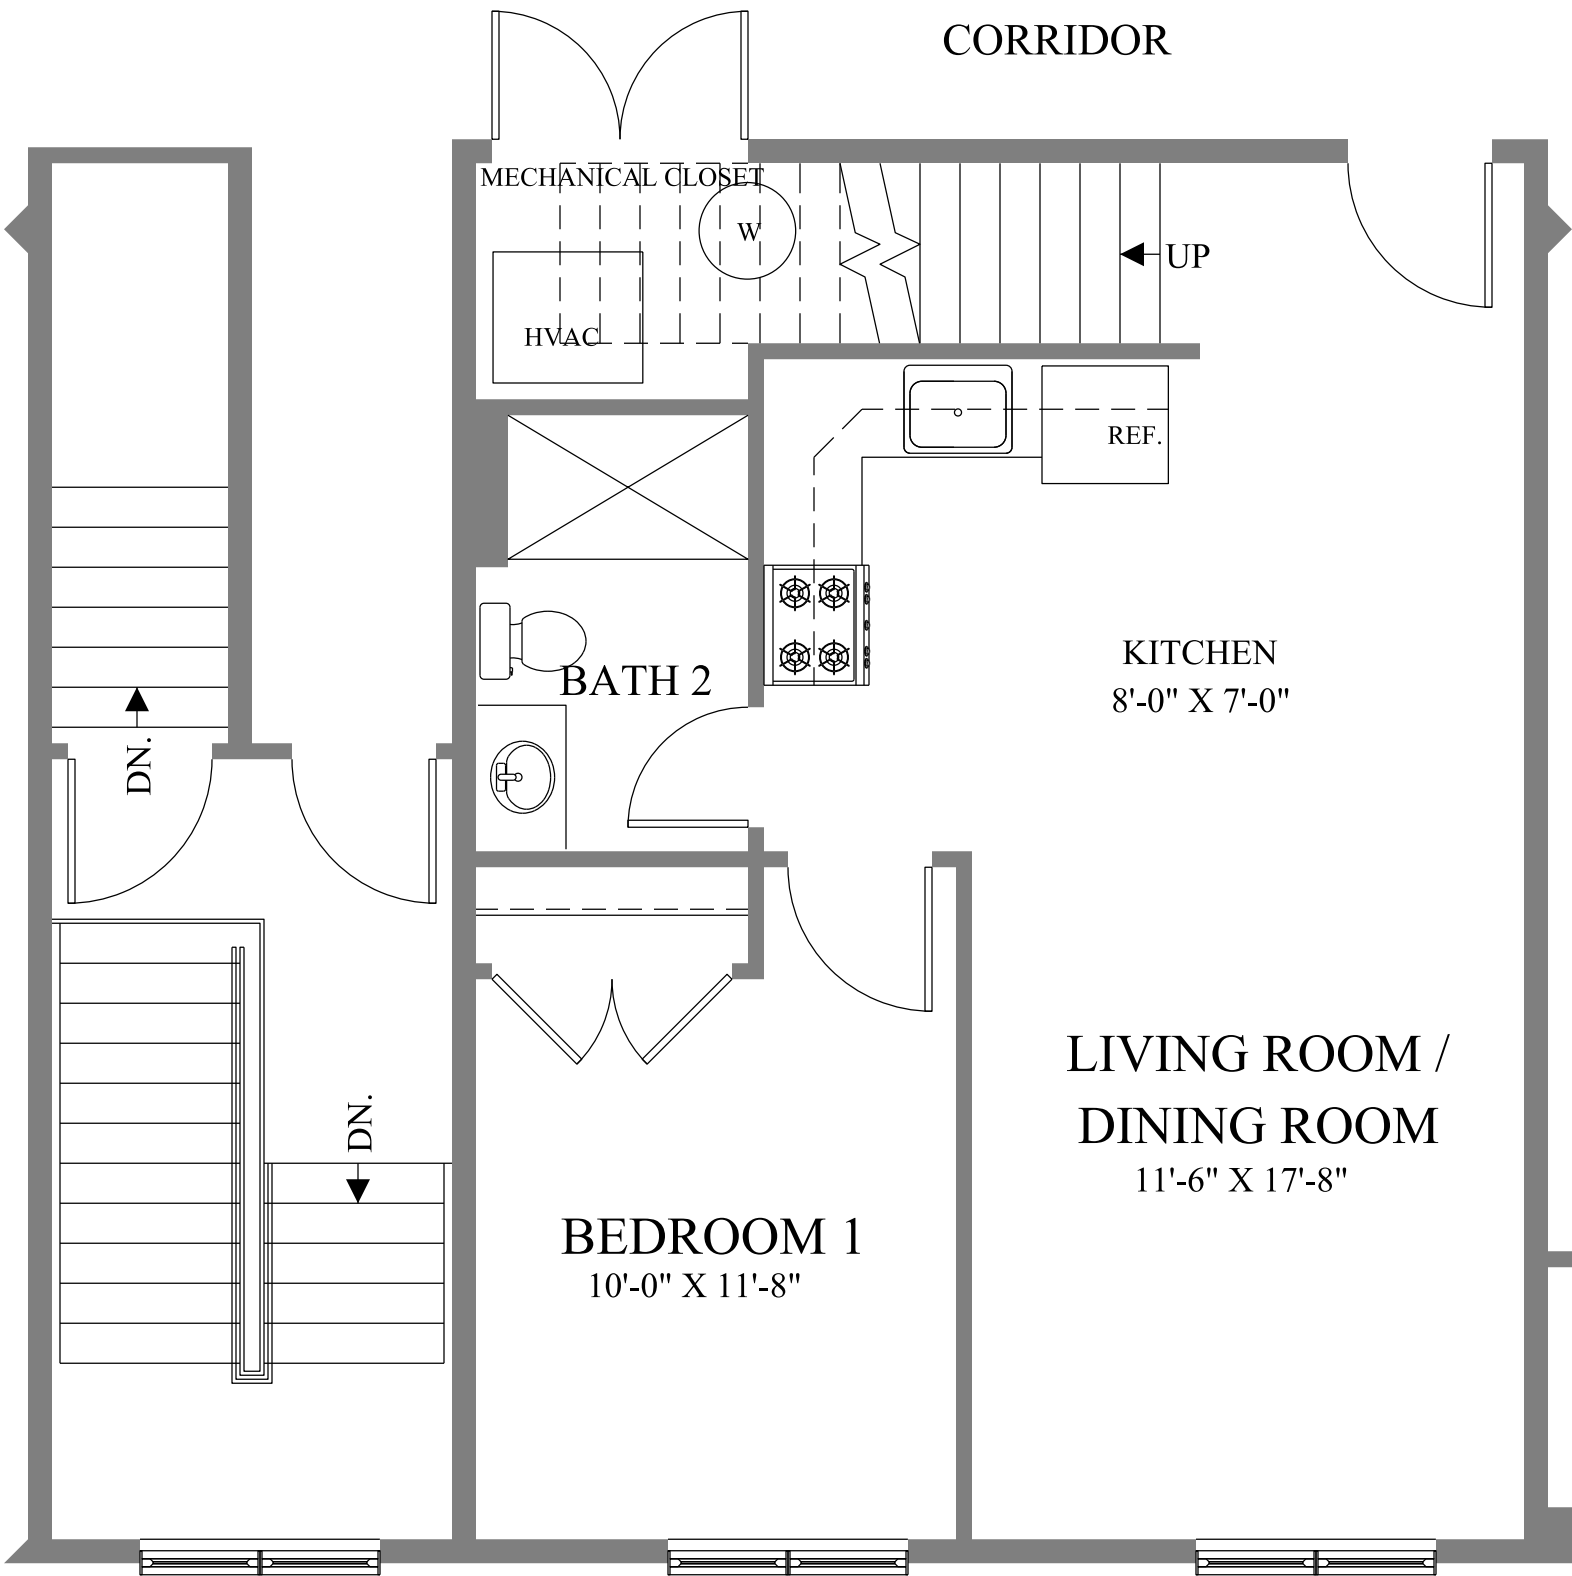 CORRIDOR
MECHANICAL CLOSET
W
UP
HVAC
REF.
KITCHEN
8'-0" X 7'-0"
BATH 2
DN.
LIVING ROOM /
DINING ROOM
11'-6" X 17'-8"
DN.
BEDROOM 1
10'-0" X 11'-8"